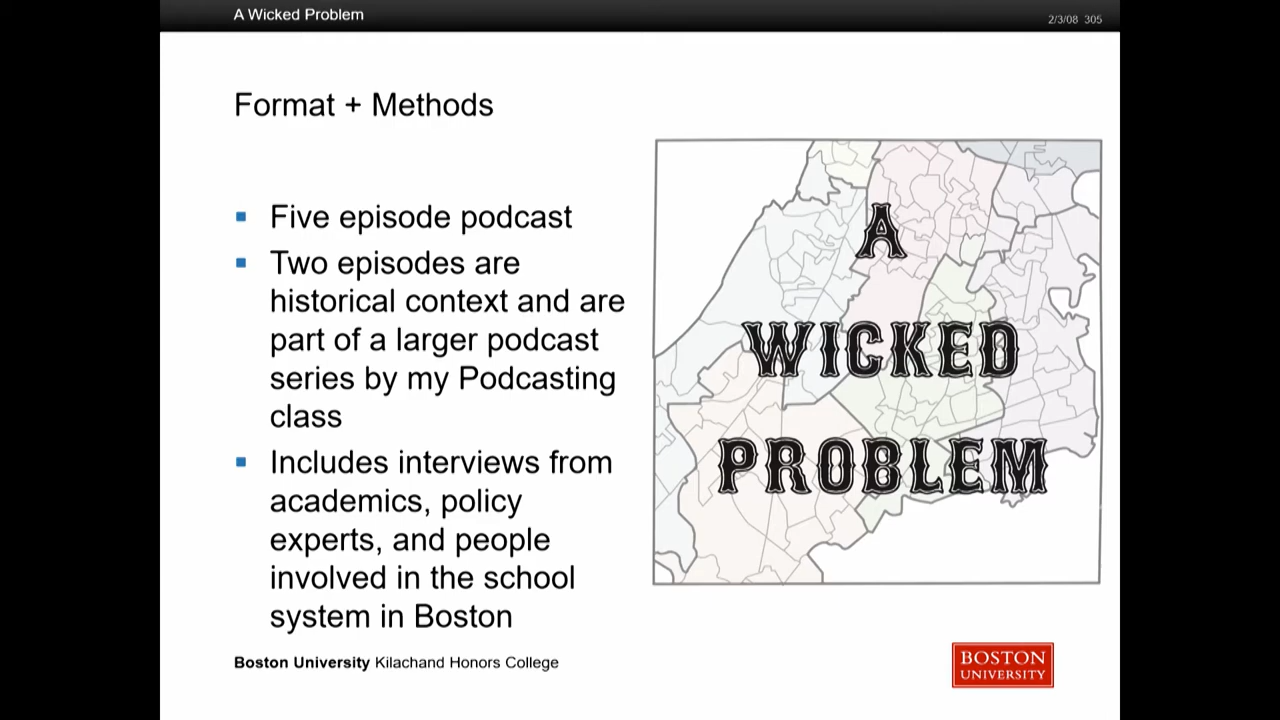 A Wicked Problem
2/3/08 305
Format + Methods
Five episode podcast
Two episodes are
historical context and are
part of a larger podcast
series by my Podcasting
class
Includes interviews from
academics, policy
experts, and people
involved in the school
system in Boston
A
WICKED
PROBLEM
Boston University Kilachand Honors College
BOSTON
UNIVERSITY